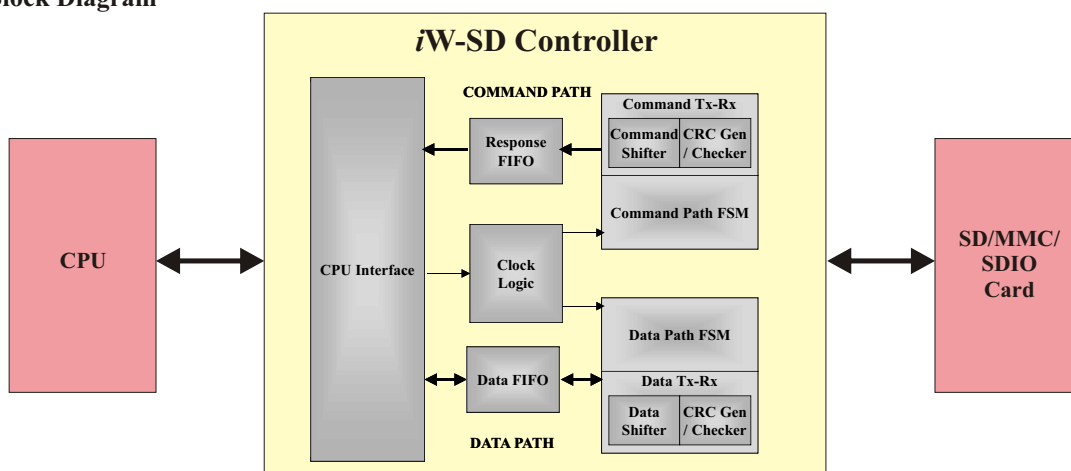 Block Diagram
iW-SD Controller
COMMAND PATH
Command Tx-Rx
Command
Shifter
CRC Gen
/ Checker
Response
FIFO
Command Path FSM
CPU
CPU Interface
Clock
Logic
SD/MMC/
SDIO
Card
Data Path FSM
Data FIFO
Data Tx-Rx
Data
Shifter
CRC Gen
/ Checker
DATA PATH